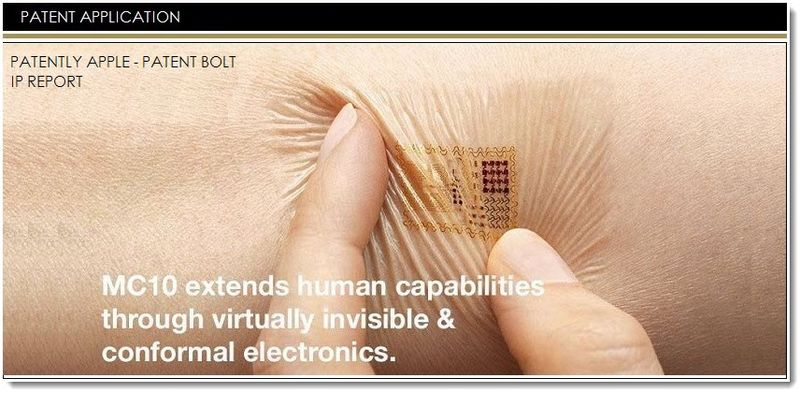 PATENT APPLICATION
PATENTLY APPLE - PATENT BOLT
IP REPORT
MC10 extends human capabilities
through virtually invisible &
conformal electronics.